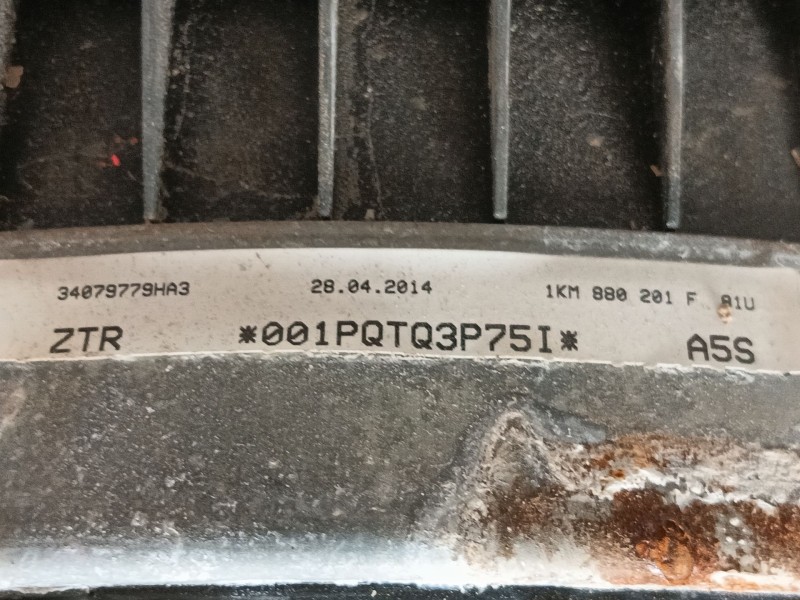 34079779HA3 28.04.2014 1KM 880 201 F 81U
ZTR *001PQTQ3P75I* A5S